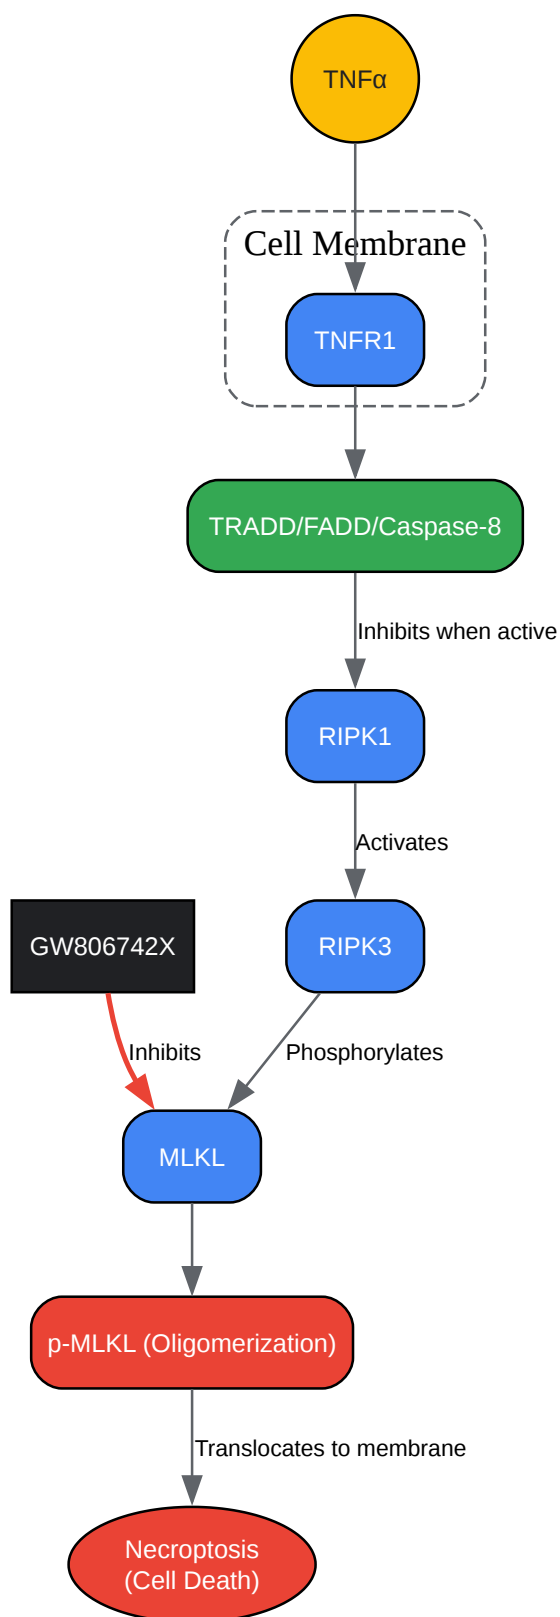 TNFα
Cell Membrane
TNFR1
TRADD/FADD/Caspase-8
Inhibits when active
RIPK1
Activates
GW806742X
RIPK3
Inhibits
Phosphorylates
MLKL
p-MLKL (Oligomerization)
Translocates to membrane
Necroptosis
(Cell Death)